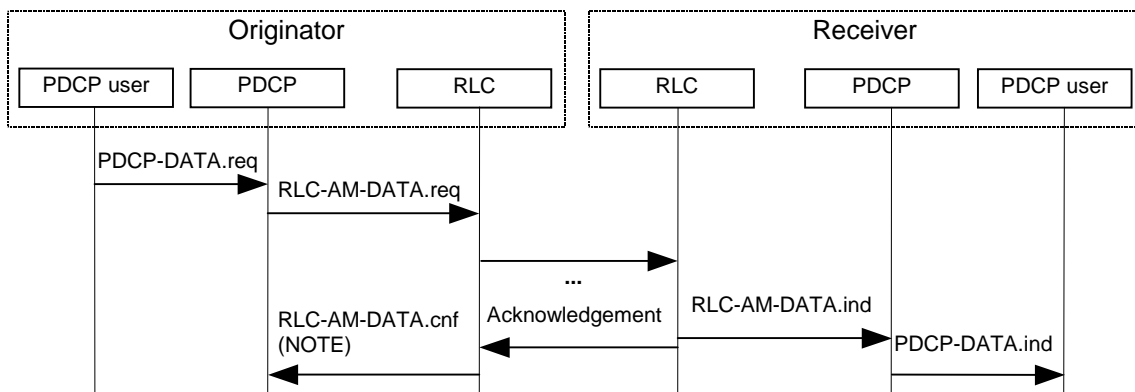 Originator
Receiver
PDCP user
PDCP
RLC
RLC
PDCP
PDCP user
PDCP-DATA.req
RLC-AM-DATA.req
...
Acknowledgement
RLC-AM-DATA.ind
RLC-AM-DATA.cnf
(NOTE)
PDCP-DATA.ind